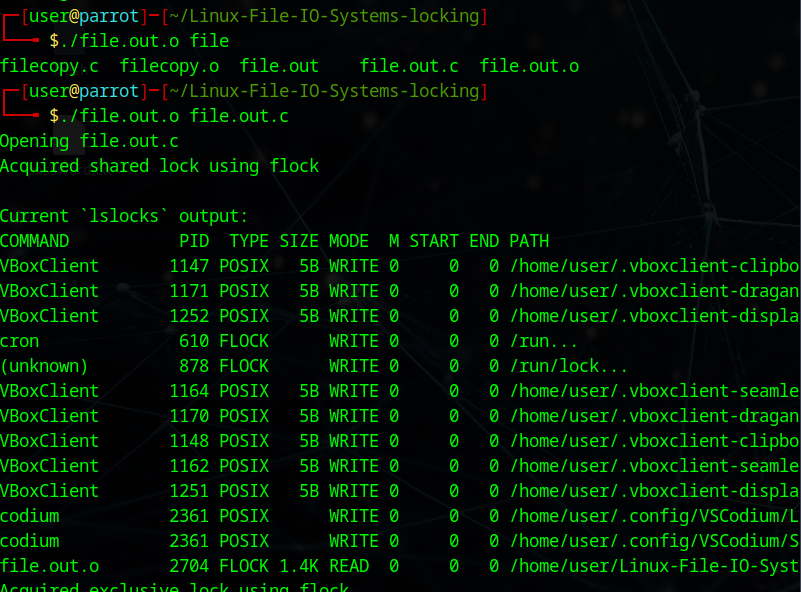 ┌─[user@parrot]─[~/Linux-File-IO-Systems-locking]
└──╼ $./file.out.o file
filecopy.c  filecopy.o  file.out    file.out.c  file.out.o
┌─[user@parrot]─[~/Linux-File-IO-Systems-locking]
└──╼ $./file.out.o file.out.c
Opening file.out.c
Acquired shared lock using flock

Current `lslocks` output:
COMMAND           PID  TYPE SIZE MODE  M START END PATH
VBoxClient       1147 POSIX   5B WRITE 0     0   0 /home/user/.vboxclient-clipbo
VBoxClient       1171 POSIX   5B WRITE 0     0   0 /home/user/.vboxclient-dragan
VBoxClient       1252 POSIX   5B WRITE 0     0   0 /home/user/.vboxclient-displa
cron              610 FLOCK      WRITE 0     0   0 /run...
(unknown)         878 FLOCK      WRITE 0     0   0 /run/lock...
VBoxClient       1164 POSIX   5B WRITE 0     0   0 /home/user/.vboxclient-seamle
VBoxClient       1170 POSIX   5B WRITE 0     0   0 /home/user/.vboxclient-dragan
VBoxClient       1148 POSIX   5B WRITE 0     0   0 /home/user/.vboxclient-clipbo
VBoxClient       1162 POSIX   5B WRITE 0     0   0 /home/user/.vboxclient-seamle
VBoxClient       1251 POSIX   5B WRITE 0     0   0 /home/user/.vboxclient-displa
codium           2361 POSIX      WRITE 0     0   0 /home/user/.config/VSCodium/L
codium           2361 POSIX      WRITE 0     0   0 /home/user/.config/VSCodium/S
file.out.o       2704 FLOCK 1.4K READ  0     0   0 /home/user/Linux-File-IO-Syst
Acquired exclusive lock using flock